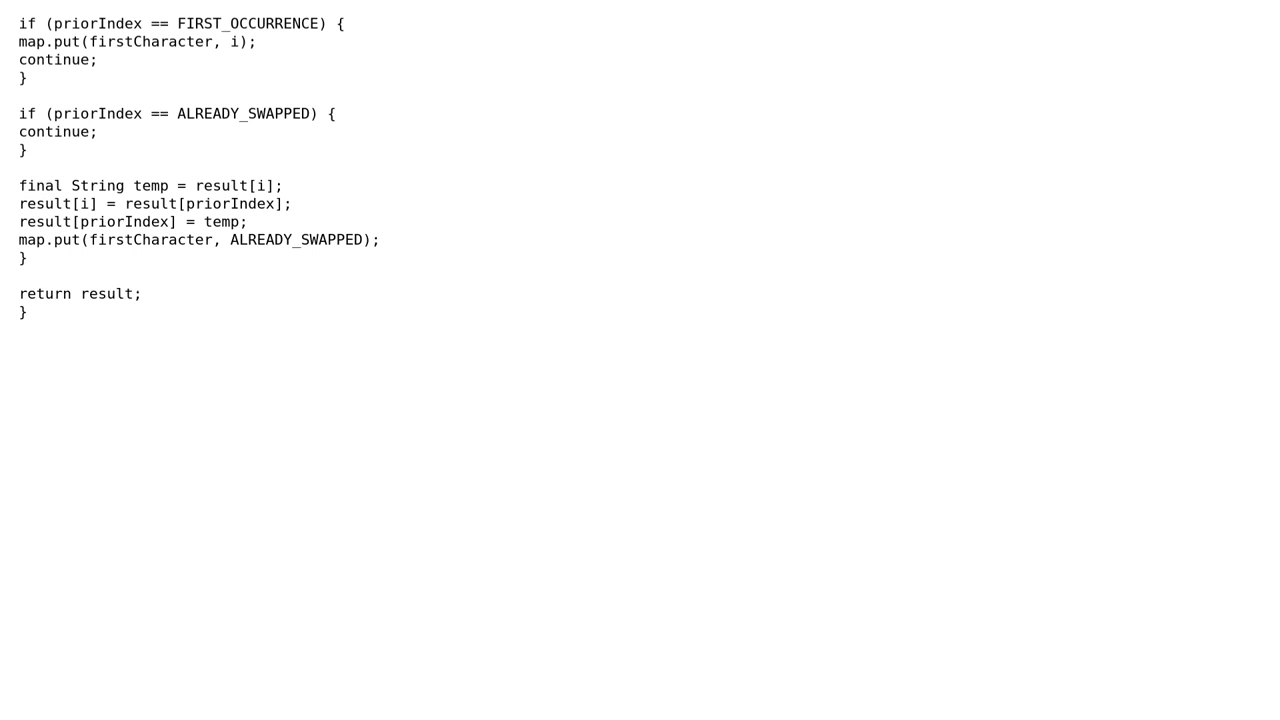 if (priorIndex == FIRST_OCCURRENCE) {
map.put(firstCharacter, i);
continue;
}

if (priorIndex == ALREADY_SWAPPED) {
continue;
}

final String temp = result[i];
result[i] = result[priorIndex];
result[priorIndex] = temp;
map.put(firstCharacter, ALREADY_SWAPPED);
}

return result;
}